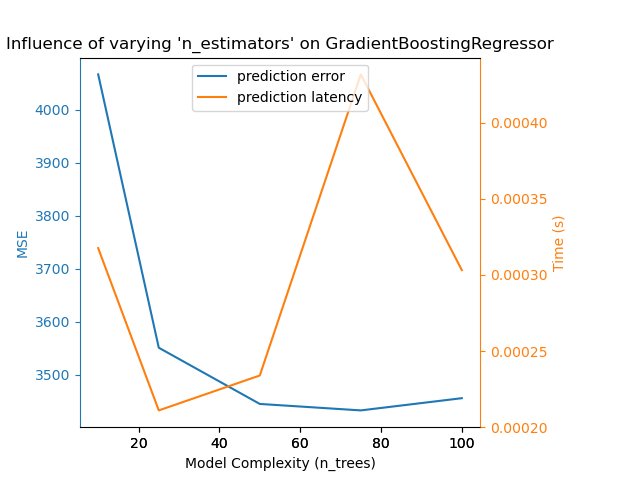 Influence of varying 'n_estimators' on GradientBoostingRegressor
prediction error
prediction latency
4000
3900
3800
3700
3600
3500
MSE
0.00040
0.00035
0.00030
0.00025
0.00020
Time (s)
20 40 60 80 100
Model Complexity (n_trees)